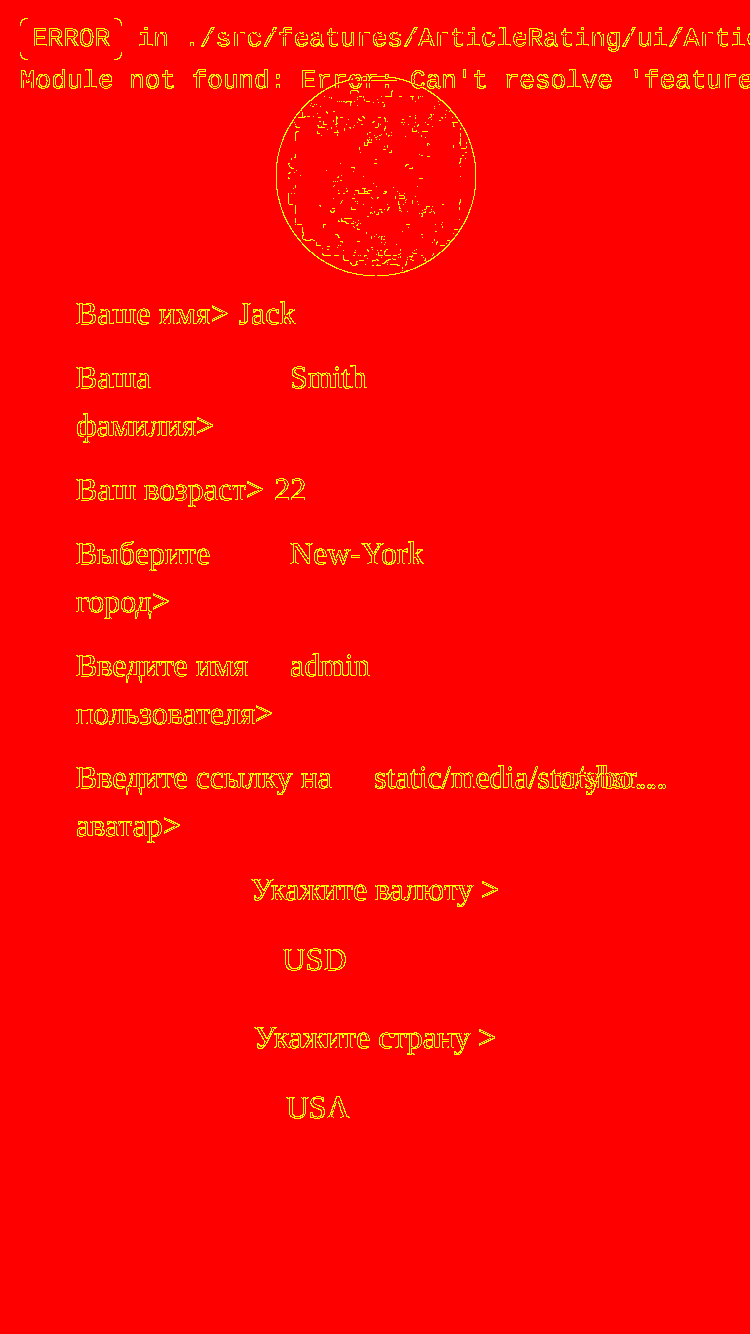 ERROR in ./src/features/ArticleRating/ui/Artic
Module not found: Error: Can't resolve 'feature
Ваше имя> Jack
Ваша Smith
фамилия>
Ваш возраст> 22
Выберите New-York
город>
Введите имя admin
пользователя>
Введите ссылку на static/media/
аватар>
Укажите валюту >
USD
Укажите страну >
USA